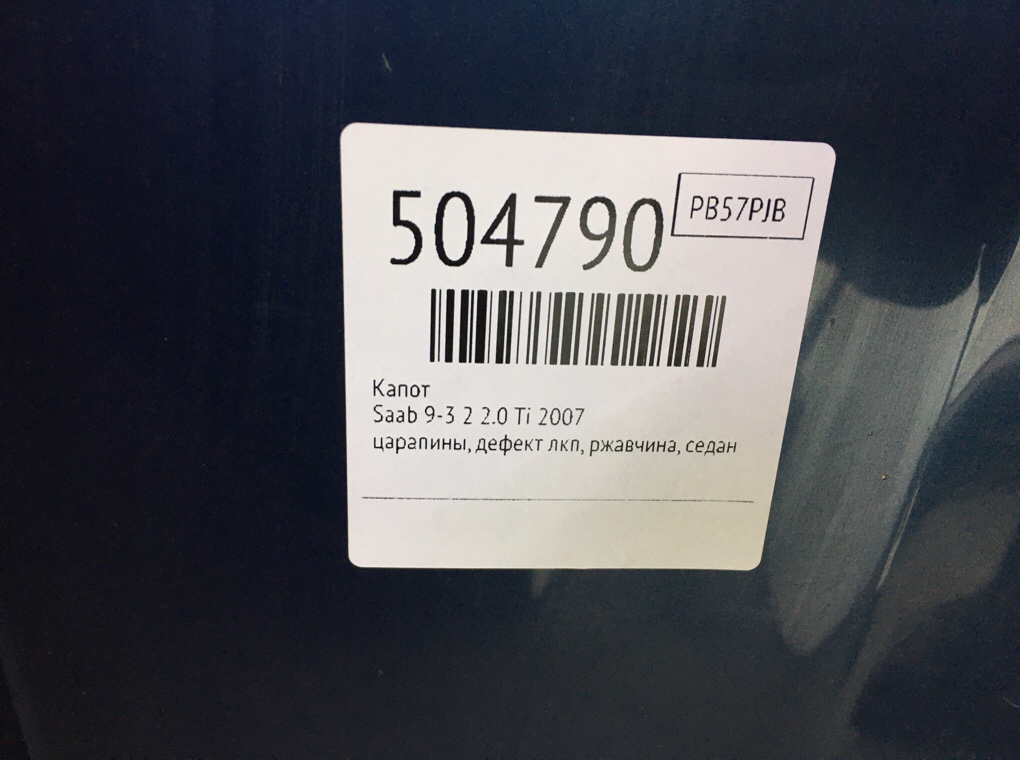 504790
PB57PJB
Капот
Saab 9-3 2 2.0 Ti 2007
царапины, дефект лкп, ржавчина, седан